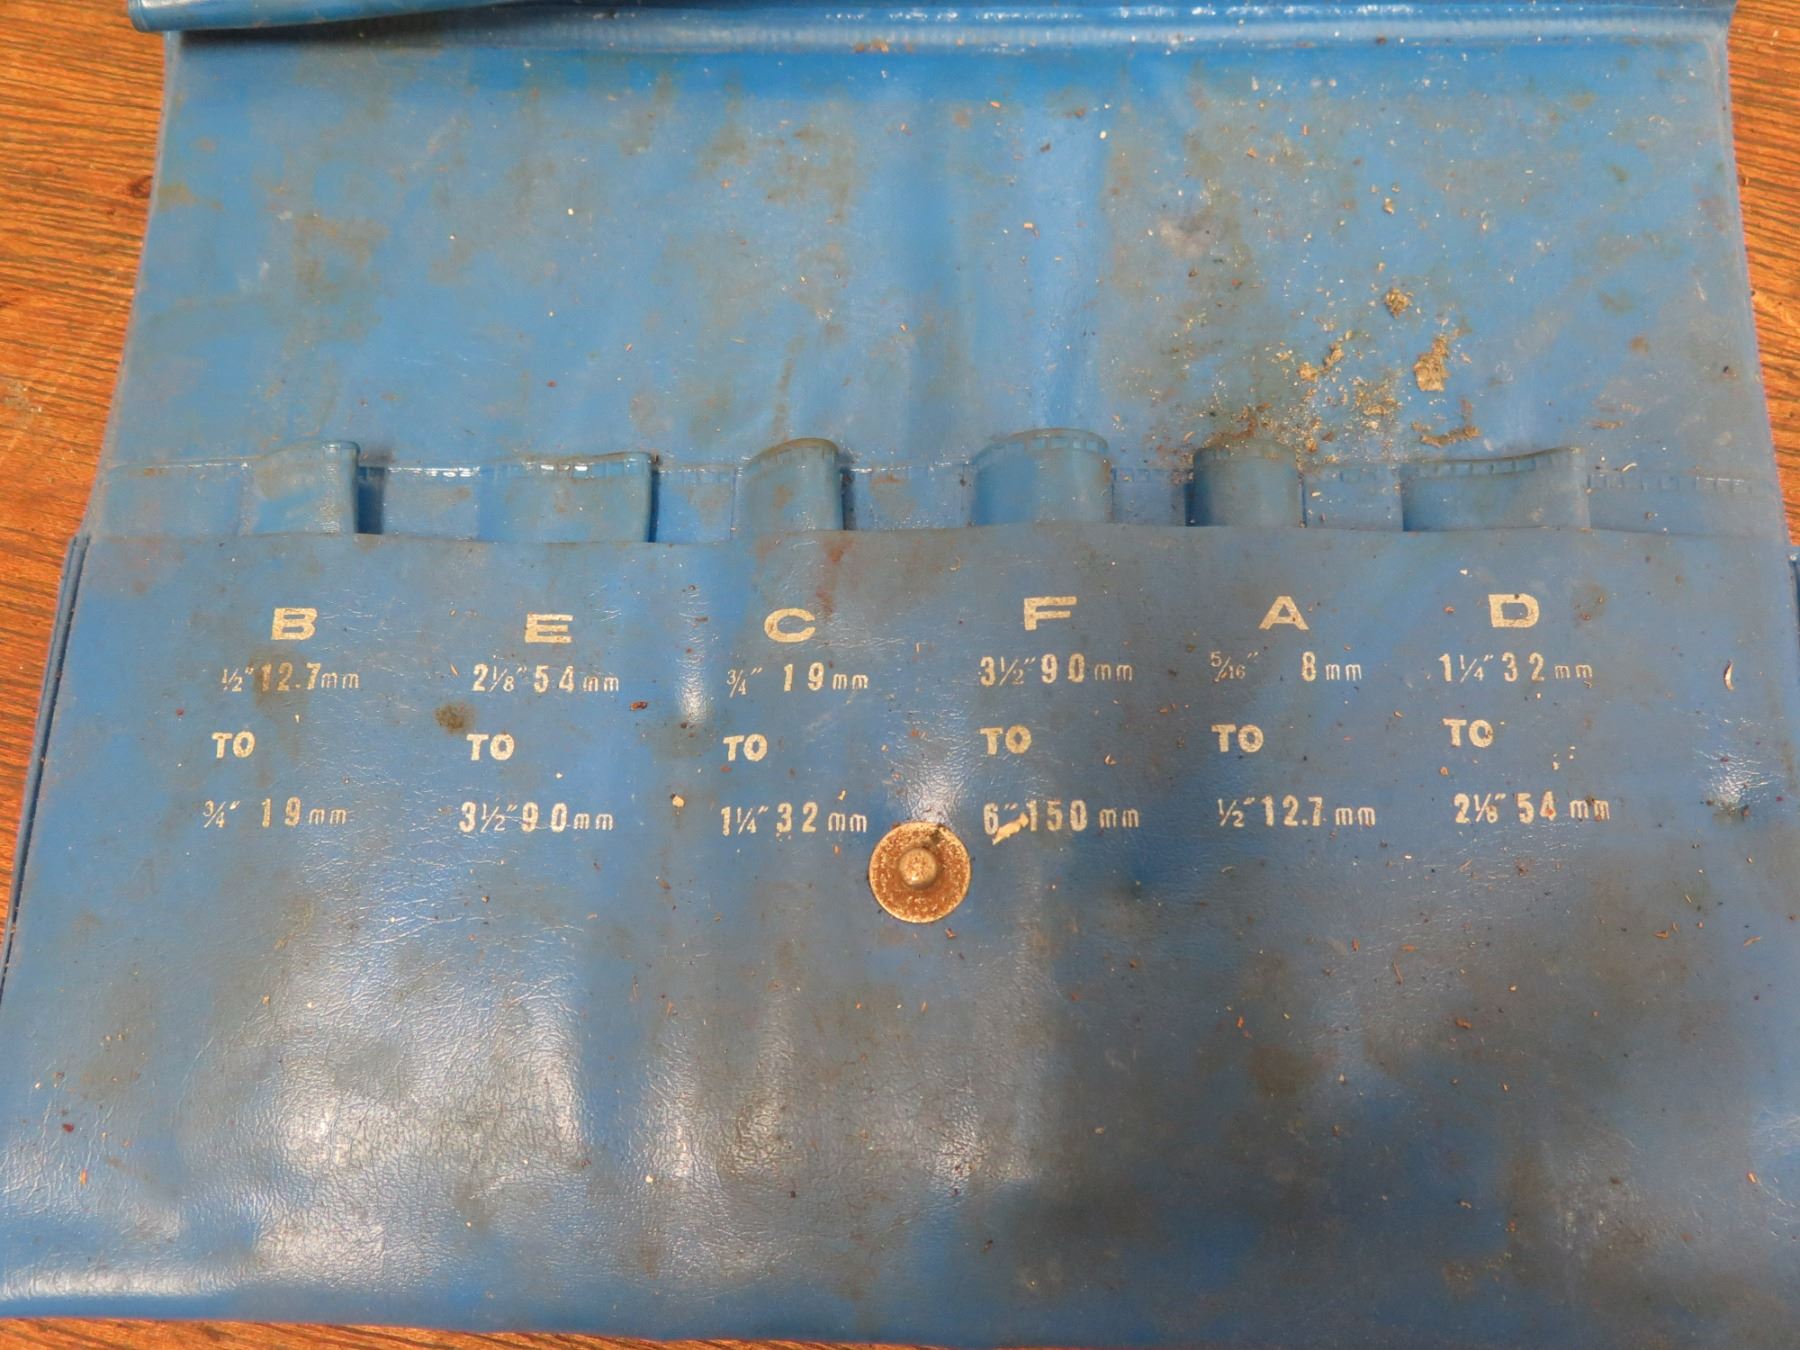 B E C F A D
½" 12.7mm 2⅛" 54mm ¾" 19mm 3½" 90mm 5/16" 8mm 1¼" 32mm
TO TO TO TO TO TO
¾" 19mm 3½" 90mm 1¼" 32mm 6" 150mm ½" 12.7mm 2⅛" 54mm